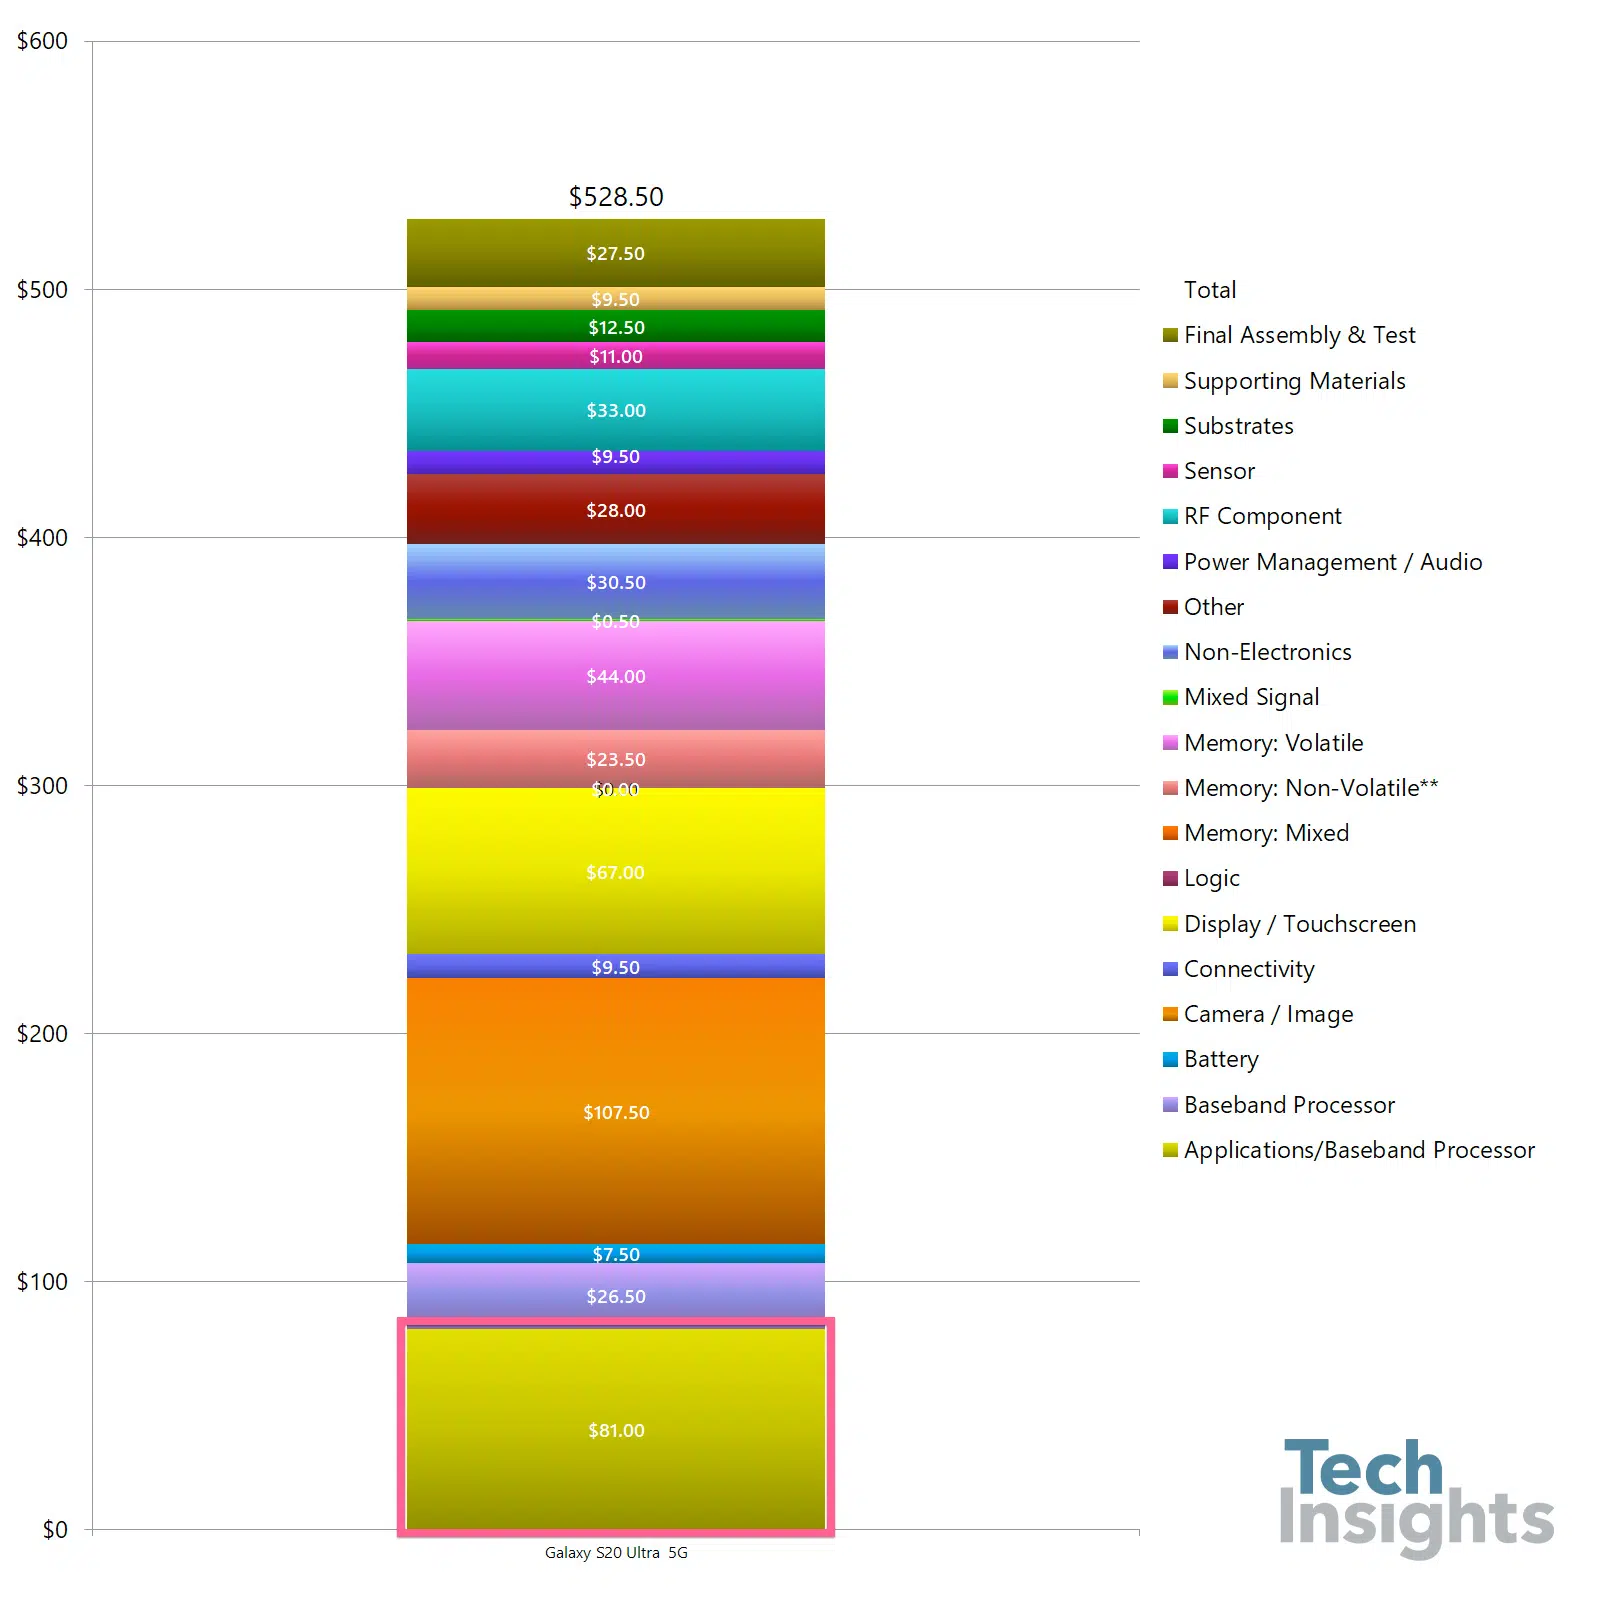 $600
$500
$400
$300
$200
$100
$0
$528.50
$27.50
$9.50
$12.50
$11.00
$33.00
$9.50
$28.00
$30.50
$0.50
$44.00
$23.50
$0.00
$67.00
$9.50
$107.50
$7.50
$26.50
$81.00
Galaxy S20 Ultra 5G
Total
Final Assembly & Test
Supporting Materials
Substrates
Sensor
RF Component
Power Management / Audio
Other
Non-Electronics
Mixed Signal
Memory: Volatile
Memory: Non-Volatile**
Memory: Mixed
Logic
Display / Touchscreen
Connectivity
Camera / Image
Battery
Baseband Processor
Applications/Baseband Processor
Tech
Insights